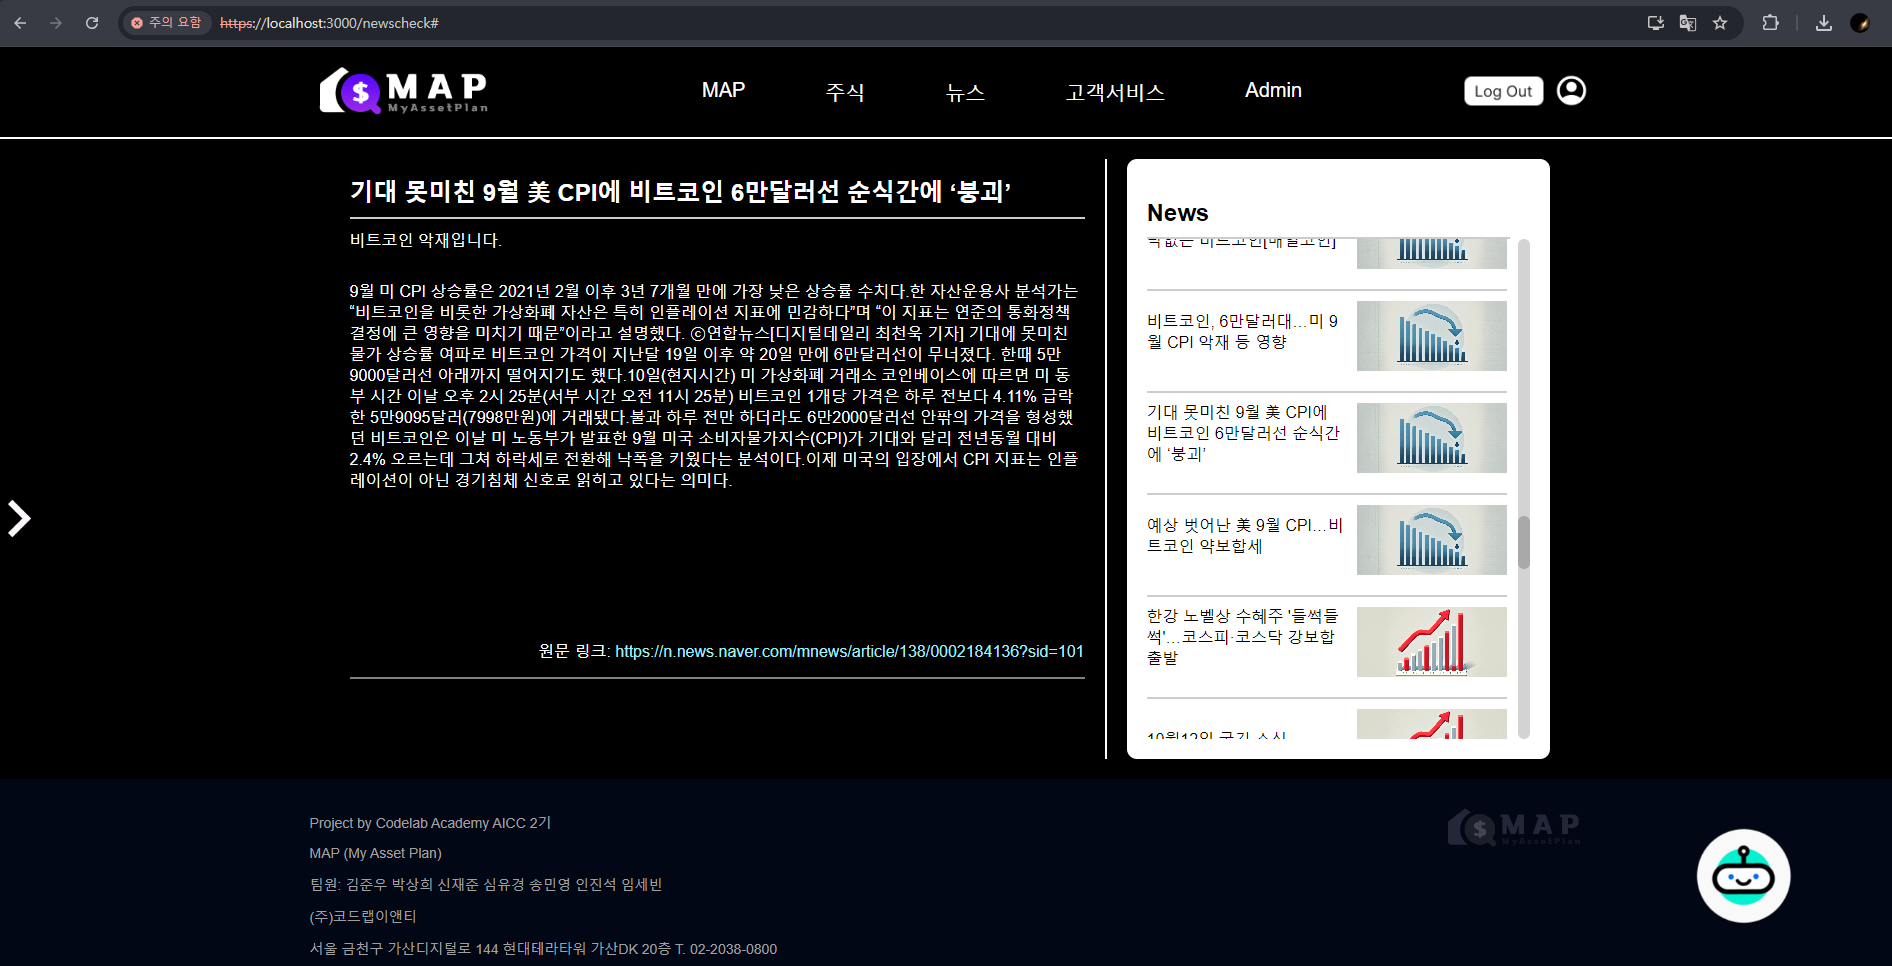 주의 요함
https://localhost:3000/newscheck#
MAP
MyAssetPlan
MAP
주식
뉴스
고객서비스
Admin
Log Out
기대 못미친 9월 美 CPI에 비트코인 6만달러선 순식간에 ‘붕괴’
비트코인 악재입니다.
9월 미 CPI 상승률은 2021년 2월 이후 3년 7개월 만에 가장 낮은 상승률 수치다.한 자산운용사 분석가는
“비트코인을 비롯한 가상화폐 자산은 특히 인플레이션 지표에 민감하다”며 “이 지표는 연준의 통화정책
결정에 큰 영향을 미치기 때문”이라고 설명했다. ⓒ연합뉴스[디지털데일리 최천욱 기자] 기대에 못미친
물가 상승률 여파로 비트코인 가격이 지난달 19일 이후 약 20일 만에 6만달러선이 무너졌다. 한때 5만
9000달러선 아래까지 떨어지기도 했다.10일(현지시간) 미 가상화폐 거래소 코인베이스에 따르면 미 동
부 시간 이날 오후 2시 25분(서부 시간 오전 11시 25분) 비트코인 1개당 가격은 하루 전보다 4.11% 급락
한 5만9095달러(7998만원)에 거래됐다.불과 하루 전만 하더라도 6만2000달러선 안팎의 가격을 형성했
던 비트코인은 이날 미 노동부가 발표한 9월 미국 소비자물가지수(CPI)가 기대와 달리 전년동월 대비
2.4% 오르는데 그쳐 하락세로 전환해 낙폭을 키웠다는 분석이다.이제 미국의 입장에서 CPI 지표는 인플
레이션이 아닌 경기침체 신호로 읽히고 있다는 의미다.
원문 링크: https://n.news.naver.com/mnews/article/138/0002184136?sid=101
News
낙없는 비트코인[매일코인]
비트코인, 6만달러대…미 9
월 CPI 악재 등 영향
기대 못미친 9월 美 CPI에
비트코인 6만달러선 순식간
에 ‘붕괴’
예상 벗어난 美 9월 CPI…비
트코인 약보합세
한강 노벨상 수혜주 '들썩들
썩'…코스피·코스닥 강보합
출발
10월12일
Project by Codelab Academy AICC 2기
MAP (My Asset Plan)
팀원: 김준우 박상희 신재준 심유경 송민영 인진석 임세빈
(주)코드랩이앤티
서울 금천구 가산디지털로 144 현대테라타워 가산DK 20층 T. 02-2038-0800
MAP
MyAssetPlan